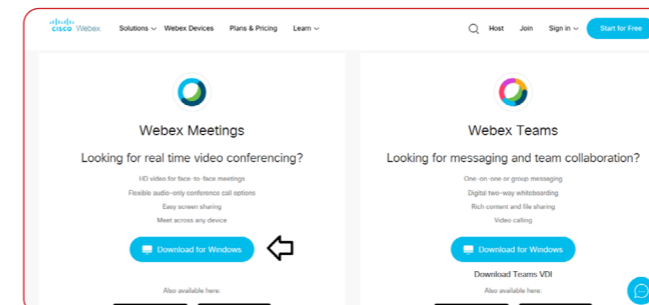 cisco Webex Solutions Webex Devices Plans & Pricing Learn Host Join Sign in Start for Free
Webex Meetings
Looking for real time video conferencing?
HD video for face-to-face meetings
Flexible audio-only conference call options
Easy screen sharing
Meet across any device
Download for Windows
Also available here:
Webex Teams
Looking for messaging and team collaboration?
One-on-one or group messaging
Digital two-way whiteboarding
Rich content and file sharing
Video calling
Download for Windows
Download Teams VDI
Also available here: